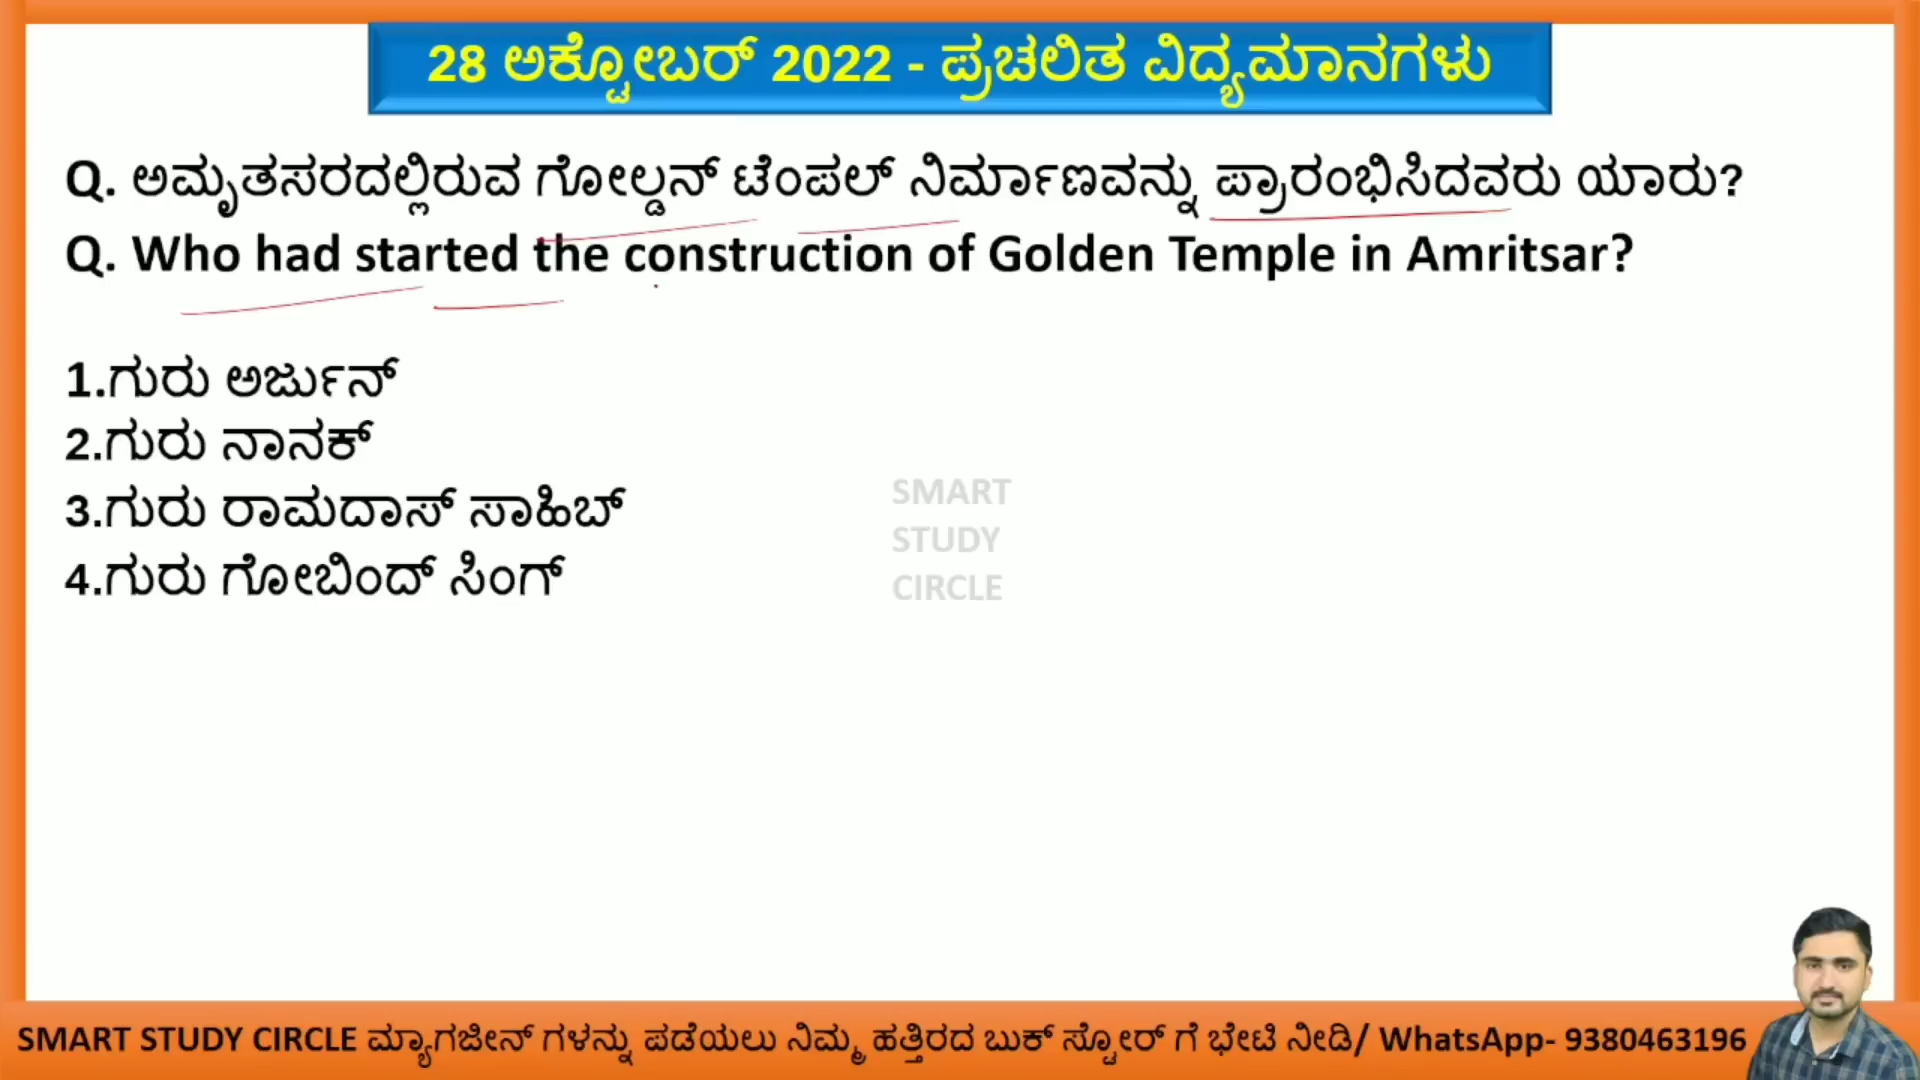 28 ಅಕ್ಟೋಬರ್ 2022 - ಪ್ರಚಲಿತ ವಿದ್ಯಮಾನಗಳು
Q. ಅಮೃತಸರದಲ್ಲಿರುವ ಗೋಲ್ಡನ್ ಟೆಂಪಲ್ ನಿರ್ಮಾಣವನ್ನು ಪ್ರಾರಂಭಿಸಿದವರು ಯಾರು?
Q. Who had started the construction of Golden Temple in Amritsar?
1.ಗುರು ಅರ್ಜುನ್
2.ಗುರು ನಾನಕ್
3.ಗುರು ರಾಮದಾಸ್ ಸಾಹಿಬ್
4.ಗುರು ಗೋಬಿಂದ್ ಸಿಂಗ್
SMART
STUDY
CIRCLE
SMART STUDY CIRCLE ಮ್ಯಾಗಜೀನ್ ಗಳನ್ನು ಪಡೆಯಲು ನಿಮ್ಮ ಹತ್ತಿರದ ಬುಕ್ ಸ್ಟೋರ್ ಗೆ ಭೇಟಿ ನೀಡಿ/ WhatsApp- 9380463196